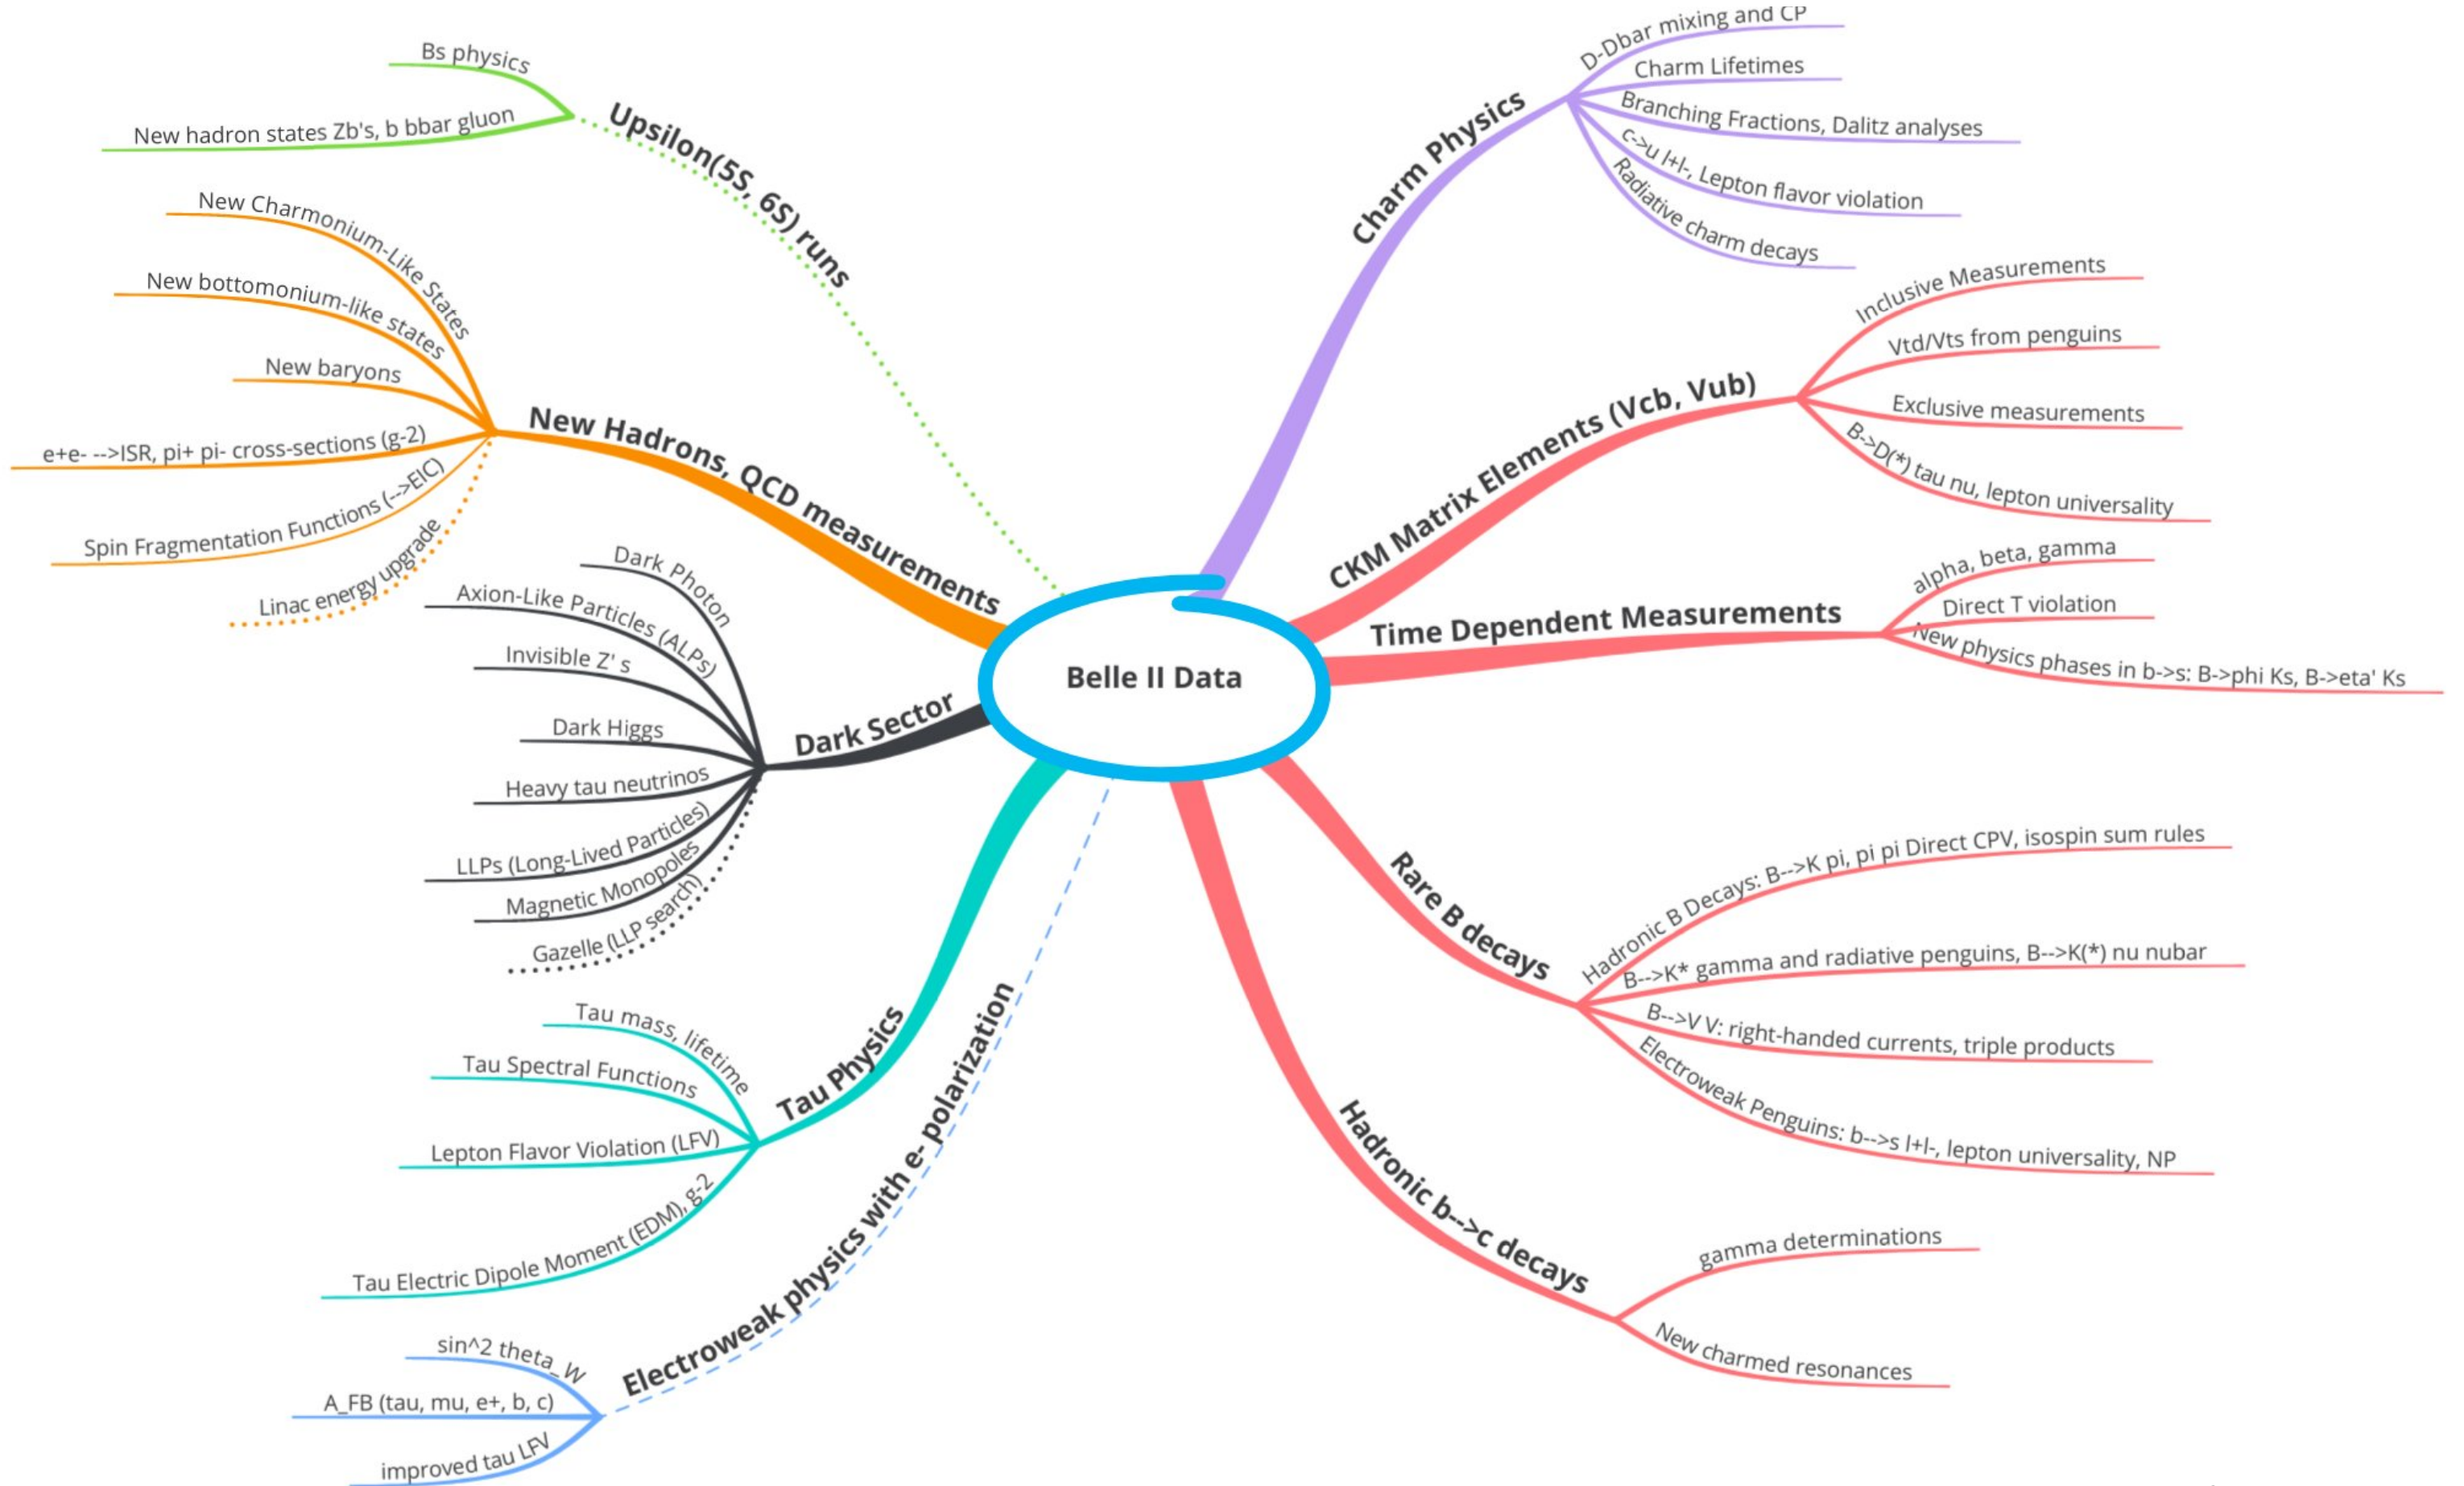 Belle II Data
Charm Physics
D-Dbar mixing and CP
Charm Lifetimes
Branching Fractions, Dalitz analyses
c->u l+l-, Lepton flavor violation
Radiative charm decays
CKM Matrix Elements (Vcb, Vub)
Inclusive Measurements
Vtd/Vts from penguins
Exclusive measurements
B->D(*) tau nu, lepton universality
Time Dependent Measurements
alpha, beta, gamma
Direct T violation
New physics phases in b->s: B->phi Ks, B->eta' Ks
Rare B decays
Hadronic B Decays: B-->K pi, pi pi Direct CPV, isospin sum rules
B-->K* gamma and radiative penguins, B-->K(*) nu nubar
B-->V V: right-handed currents, triple products
Electroweak Penguins: b-->s l+l-, lepton universality, NP
Hadronic b-->c decays
gamma determinations
New charmed resonances
Upsilon(5S, 6S) runs
Bs physics
New hadron states Zb's, b bbar gluon
New Hadrons, QCD measurements
New Charmonium-Like States
New bottomonium-like states
New baryons
e+e- -->ISR, pi+ pi- cross-sections (g-2)
Spin Fragmentation Functions (-->EIC)
Linac energy upgrade
Dark Sector
Dark Photon
Axion-Like Particles (ALPs)
Invisible Z' s
Dark Higgs
Heavy tau neutrinos
LLPs (Long-Lived Particles)
Magnetic Monopoles
Gazelle (LLP search)
Tau Physics
Tau mass, lifetime
Tau Spectral Functions
Lepton Flavor Violation (LFV)
Tau Electric Dipole Moment (EDM), g-2
Electroweak physics with e- polarization
sin^2 theta_W
A_FB (tau, mu, e+, b, c)
improved tau LFV